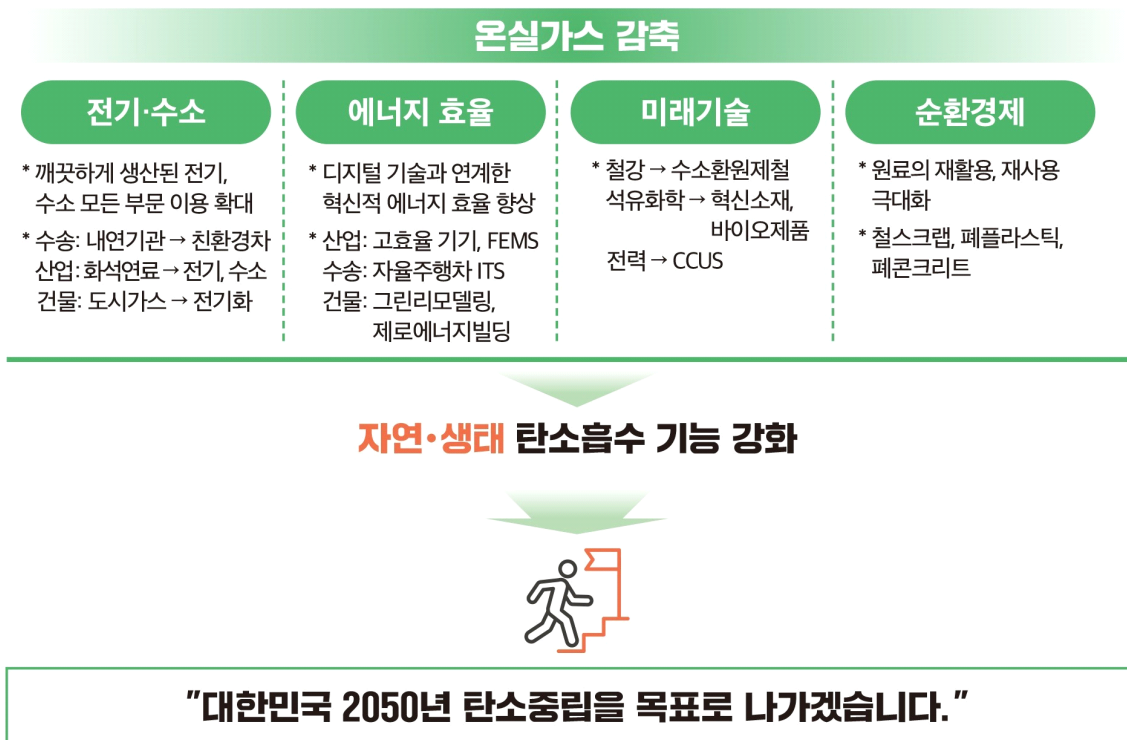 온실가스 감축
전기·수소
* 깨끗하게 생산된 전기,
수소 모든 부문 이용 확대
* 수송: 내연기관 → 친환경차
산업: 화석연료 → 전기, 수소
건물: 도시가스 → 전기화
에너지 효율
* 디지털 기술과 연계한
혁신적 에너지 효율 향상
* 산업: 고효율 기기, FEMS
수송: 자율주행차 ITS
건물: 그린리모델링,
제로에너지빌딩
미래기술
* 철강 → 수소환원제철
석유화학 → 혁신소재,
바이오제품
전력 → CCUS
순환경제
* 원료의 재활용, 재사용
극대화
* 철스크랩, 폐플라스틱,
폐콘크리트
자연·생태 탄소흡수 기능 강화
"대한민국 2050년 탄소중립을 목표로 나가겠습니다."